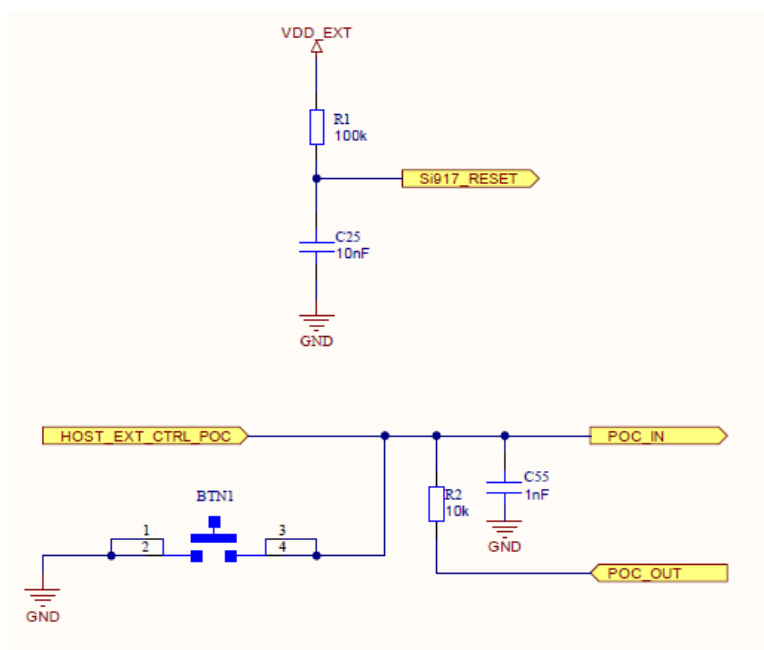 VDD_EXT
R1
100k
Si917_RESET
C25
10nF
GND
HOST_EXT_CTRL_POC
POC_IN
C55
1nF
R2
10k
BTN1
1
3
2
4
GND
POC_OUT
GND